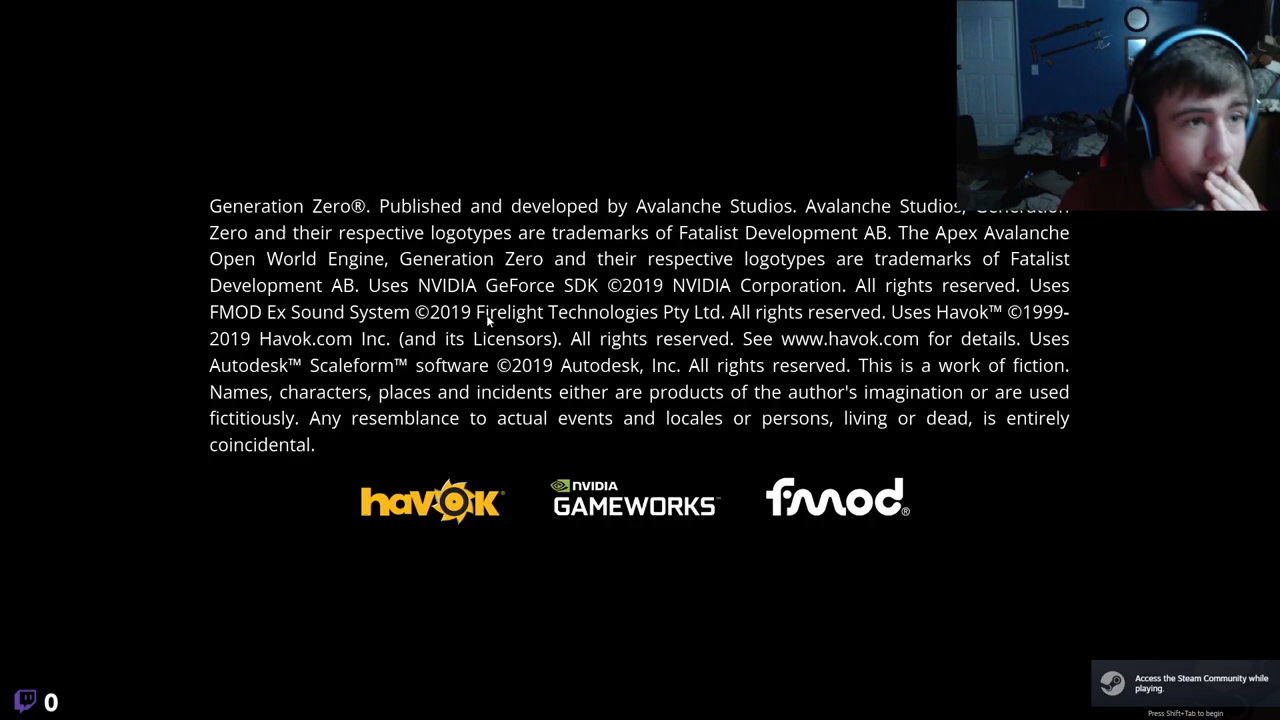 Generation Zero®. Published and developed by Avalanche Studios. Avalanche Studios, Generation
Zero and their respective logotypes are trademarks of Fatalist Development AB. The Apex Avalanche
Open World Engine, Generation Zero and their respective logotypes are trademarks of Fatalist
Development AB. Uses NVIDIA GeForce SDK ©2019 NVIDIA Corporation. All rights reserved. Uses
FMOD Ex Sound System ©2019 Firelight Technologies Pty Ltd. All rights reserved. Uses Havok™ ©1999-
2019 Havok.com Inc. (and its Licensors). All rights reserved. See www.havok.com for details. Uses
Autodesk™ Scaleform™ software ©2019 Autodesk, Inc. All rights reserved. This is a work of fiction.
Names, characters, places and incidents either are products of the author's imagination or are used
fictitiously. Any resemblance to actual events and locales or persons, living or dead, is entirely
coincidental.
havok®
NVIDIA
GAMEWORKS™
fmod®
Access the Steam Community while
playing.
Press Shift+Tab to begin
0